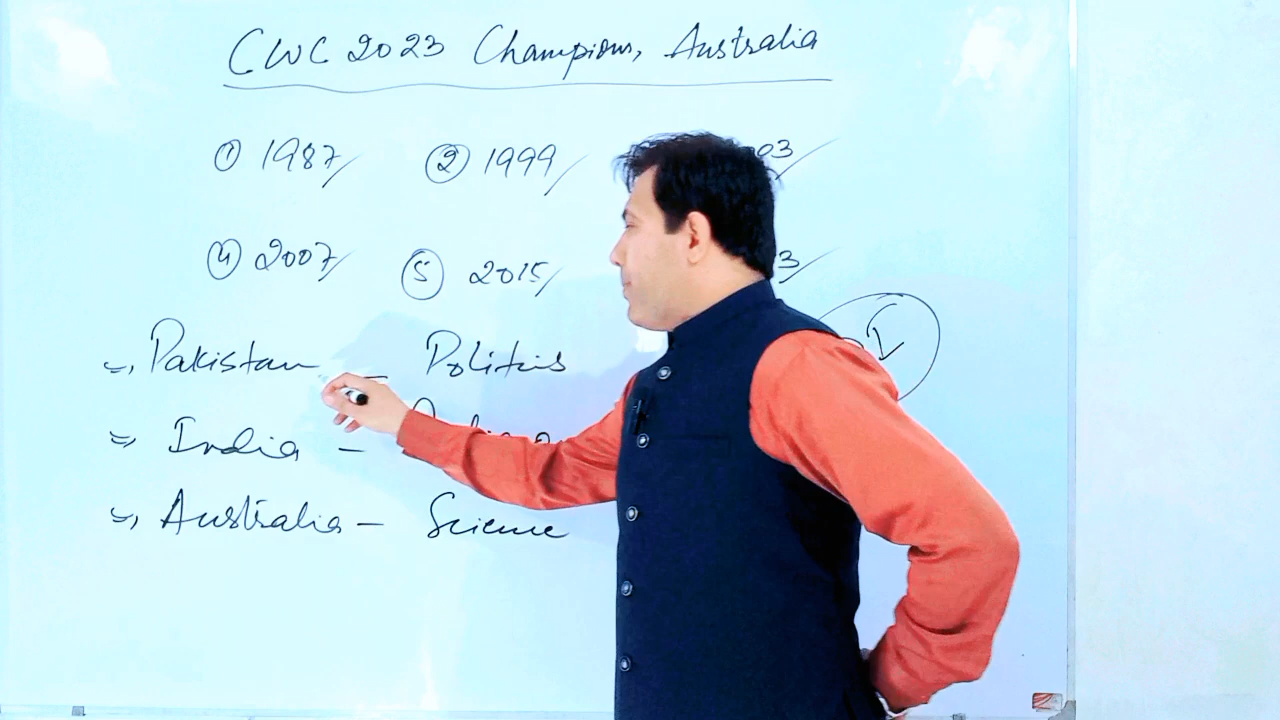 CWC 2023 Champions, Australia
① 1987/ ② 1999/ 03/
④ 2007/ ⑤ 2015/ 3/
Pakistan - Politics
India -
Australia - Science